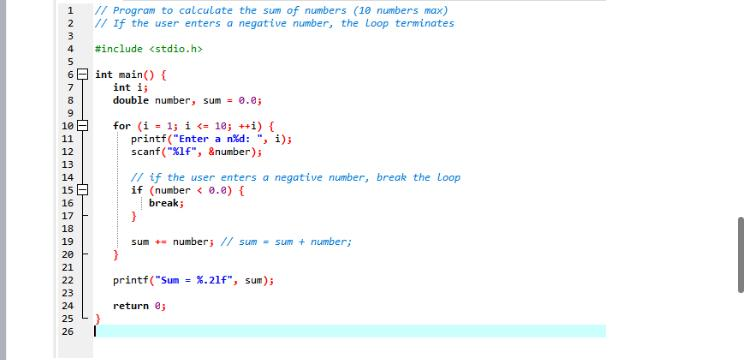 1 // Program to calculate the sum of numbers (10 numbers max)
2 // If the user enters a negative number, the loop terminates
3
4 #include <stdio.h>
5
6 int main() {
7 int i;
8 double number, sum = 0.0;
9
10 for (i = 1; i <= 10; ++i) {
11 printf("Enter a n%d: ", i);
12 scanf("%lf", &number);
13
14 // if the user enters a negative number, break the loop
15 if (number < 0.0) {
16 break;
17 }
18
19 sum += number; // sum = sum + number;
20 }
21
22 printf("Sum = %.2lf", sum);
23
24 return 0;
25 }
26